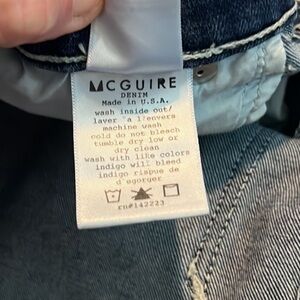 MCGUIRE
DENIM
Made in U.S.A.
wash inside out/
laver a l'envers
machine wash
cold do not bleach
tumble dry low or
dry clean
wash with like colors
indigo will bleed
indigo risque de
d'egorger
rn#142223